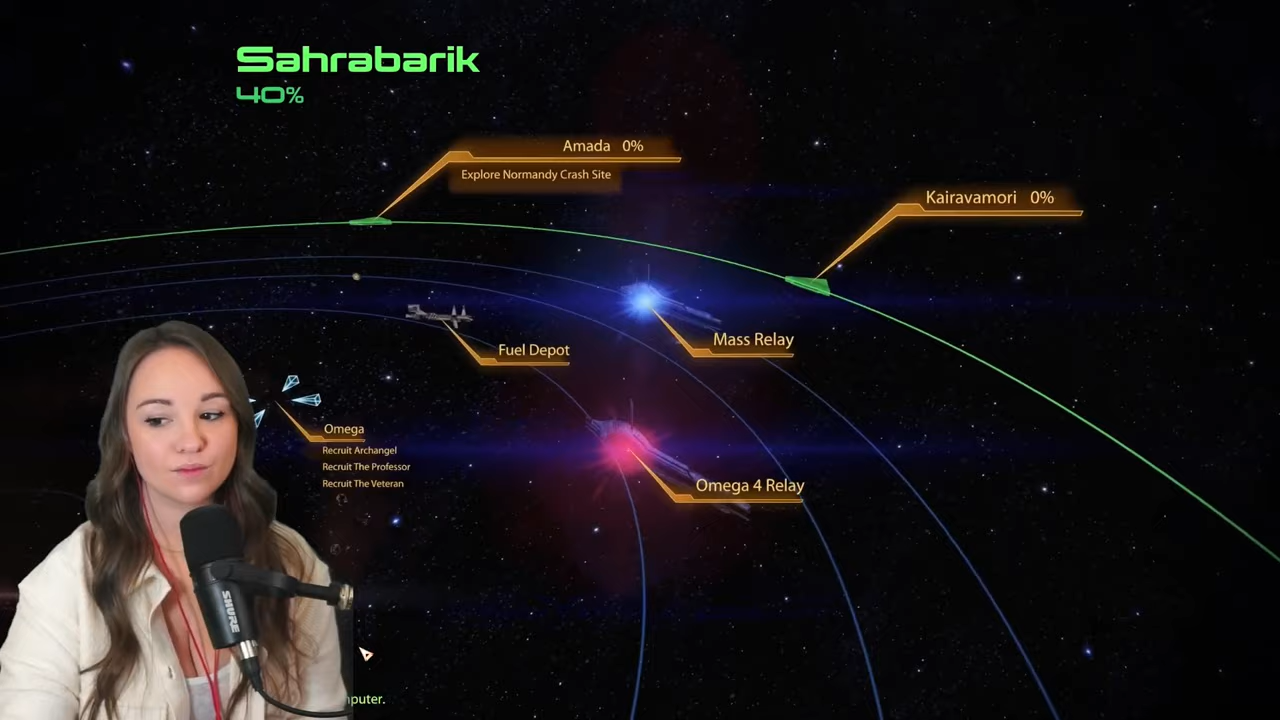 Sahrabarik
40%
Amada 0%
Explore Normandy Crash Site
Kairavamori 0%
Mass Relay
Fuel Depot
Omega
Recruit Archangel
Recruit The Professor
Recruit The Veteran
Omega 4 Relay
SHURE